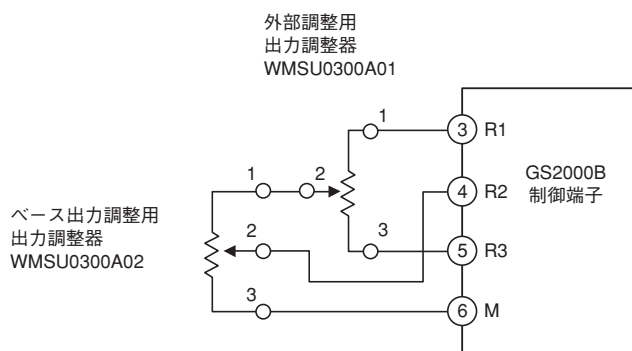 外部調整用
出力調整器
WMSU0300A01
1
3 R1
1
2
GS2000B
制御端子
4 R2
ベース出力調整用
出力調整器
WMSU0300A02
2
3
5 R3
3
6 M